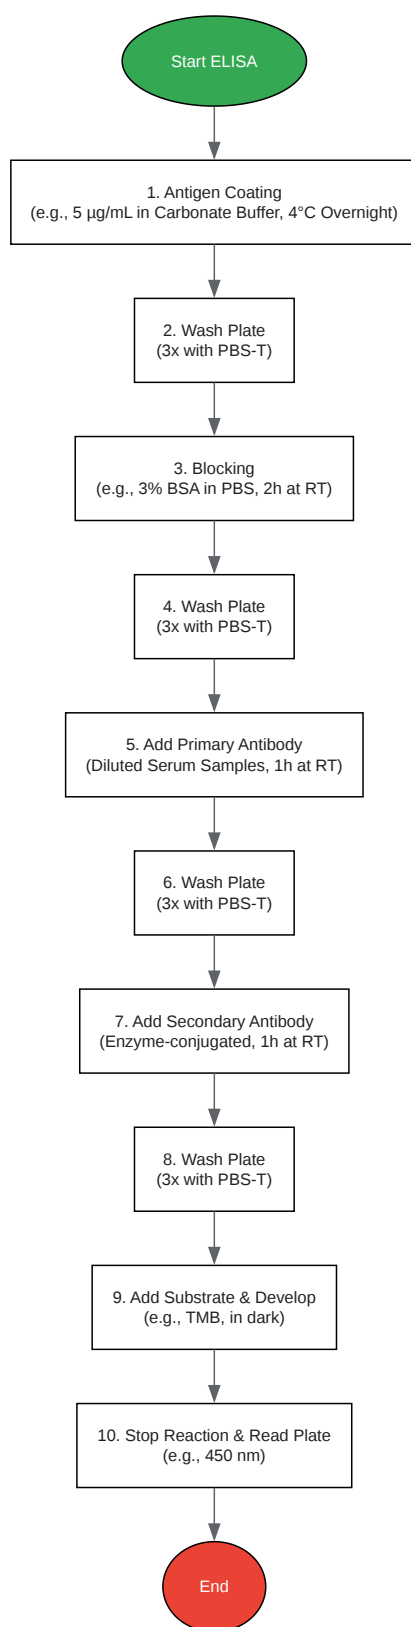 Start ELISA
1. Antigen Coating
(e.g., 5 µg/mL in Carbonate Buffer, 4°C Overnight)
2. Wash Plate
(3x with PBS-T)
3. Blocking
(e.g., 3% BSA in PBS, 2h at RT)
4. Wash Plate
(3x with PBS-T)
5. Add Primary Antibody
(Diluted Serum Samples, 1h at RT)
6. Wash Plate
(3x with PBS-T)
7. Add Secondary Antibody
(Enzyme-conjugated, 1h at RT)
8. Wash Plate
(3x with PBS-T)
9. Add Substrate & Develop
(e.g., TMB, in dark)
10. Stop Reaction & Read Plate
(e.g., 450 nm)
End